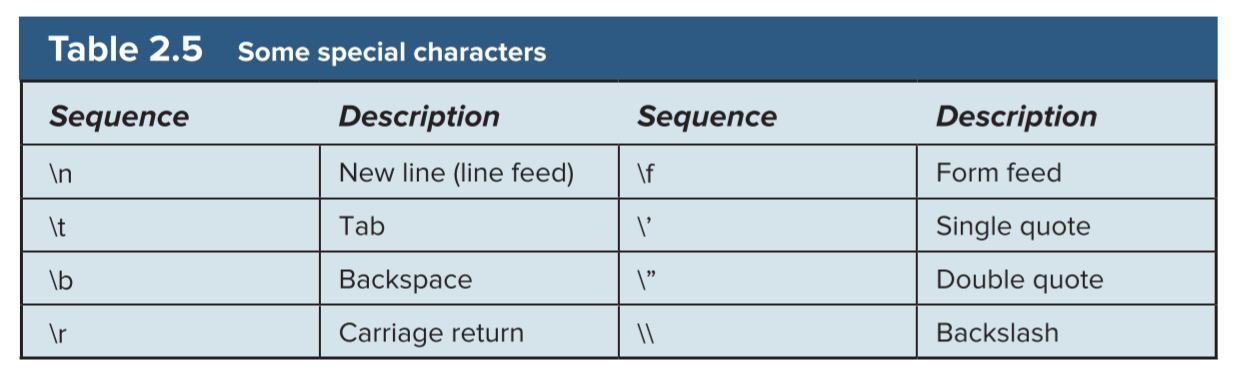 Table 2.5 Some special characters
Sequence Description Sequence Description
\n New line (line feed) \f Form feed
\t Tab \’ Single quote
\b Backspace \” Double quote
\r Carriage return \\ Backslash